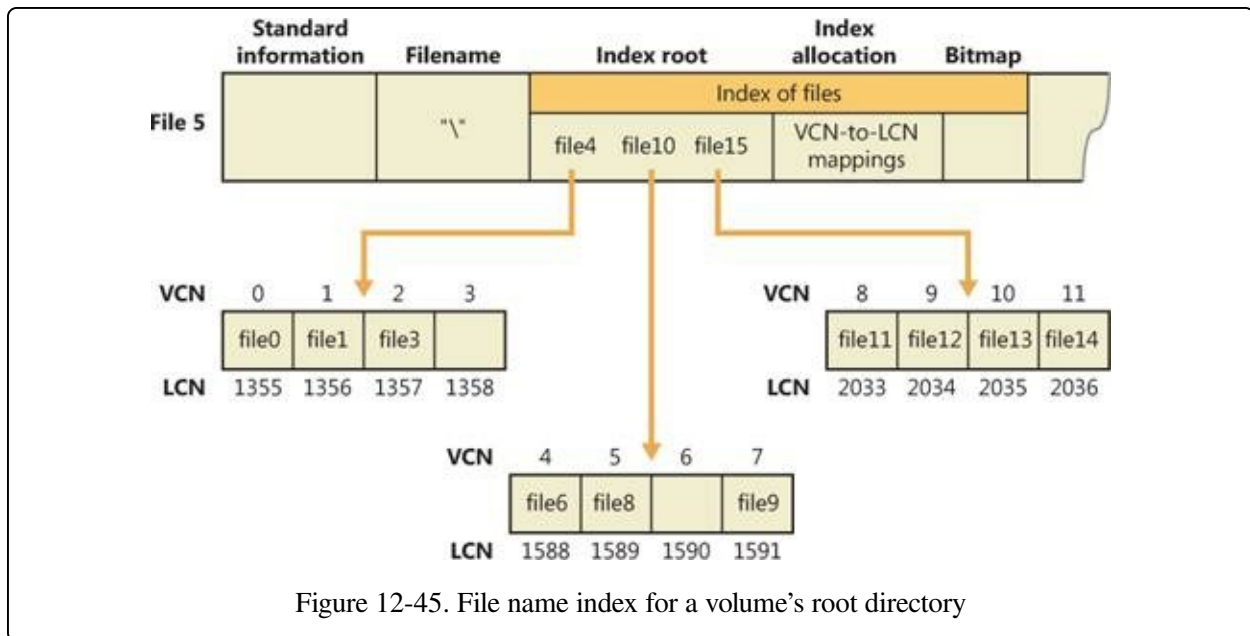 Standard information Filename Index root Index allocation Bitmap
Index of files
File 5
"\"
file4 file10 file15
VCN-to-LCN mappings
VCN 0 1 2 3
file0 file1 file3
LCN 1355 1356 1357 1358
VCN 8 9 10 11
file11 file12 file13 file14
LCN 2033 2034 2035 2036
VCN 4 5 6 7
file6 file8 file9
LCN 1588 1589 1590 1591
Figure 12-45. File name index for a volume's root directory